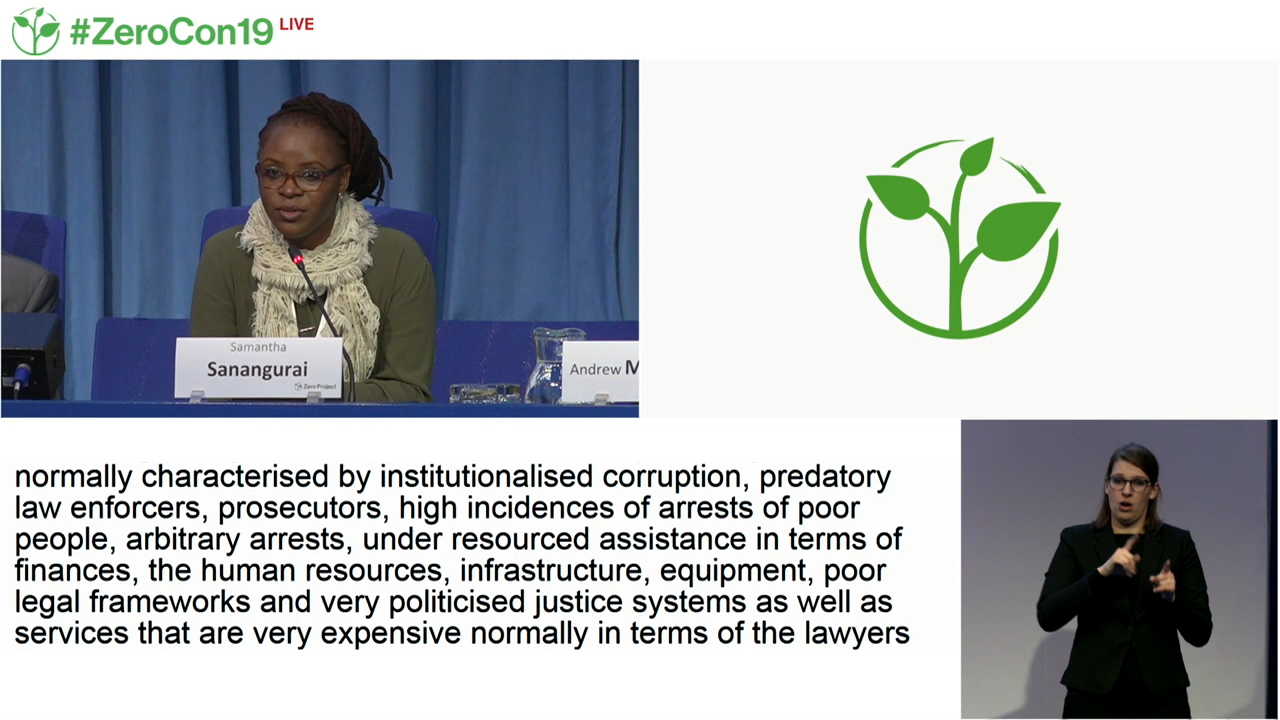 #ZeroCon19 LIVE
Samantha
Sanangurai
Zero Project
Andrew M
normally characterised by institutionalised corruption, predatory
law enforcers, prosecutors, high incidences of arrests of poor
people, arbitrary arrests, under resourced assistance in terms of
finances, the human resources, infrastructure, equipment, poor
legal frameworks and very politicised justice systems as well as
services that are very expensive normally in terms of the lawyers